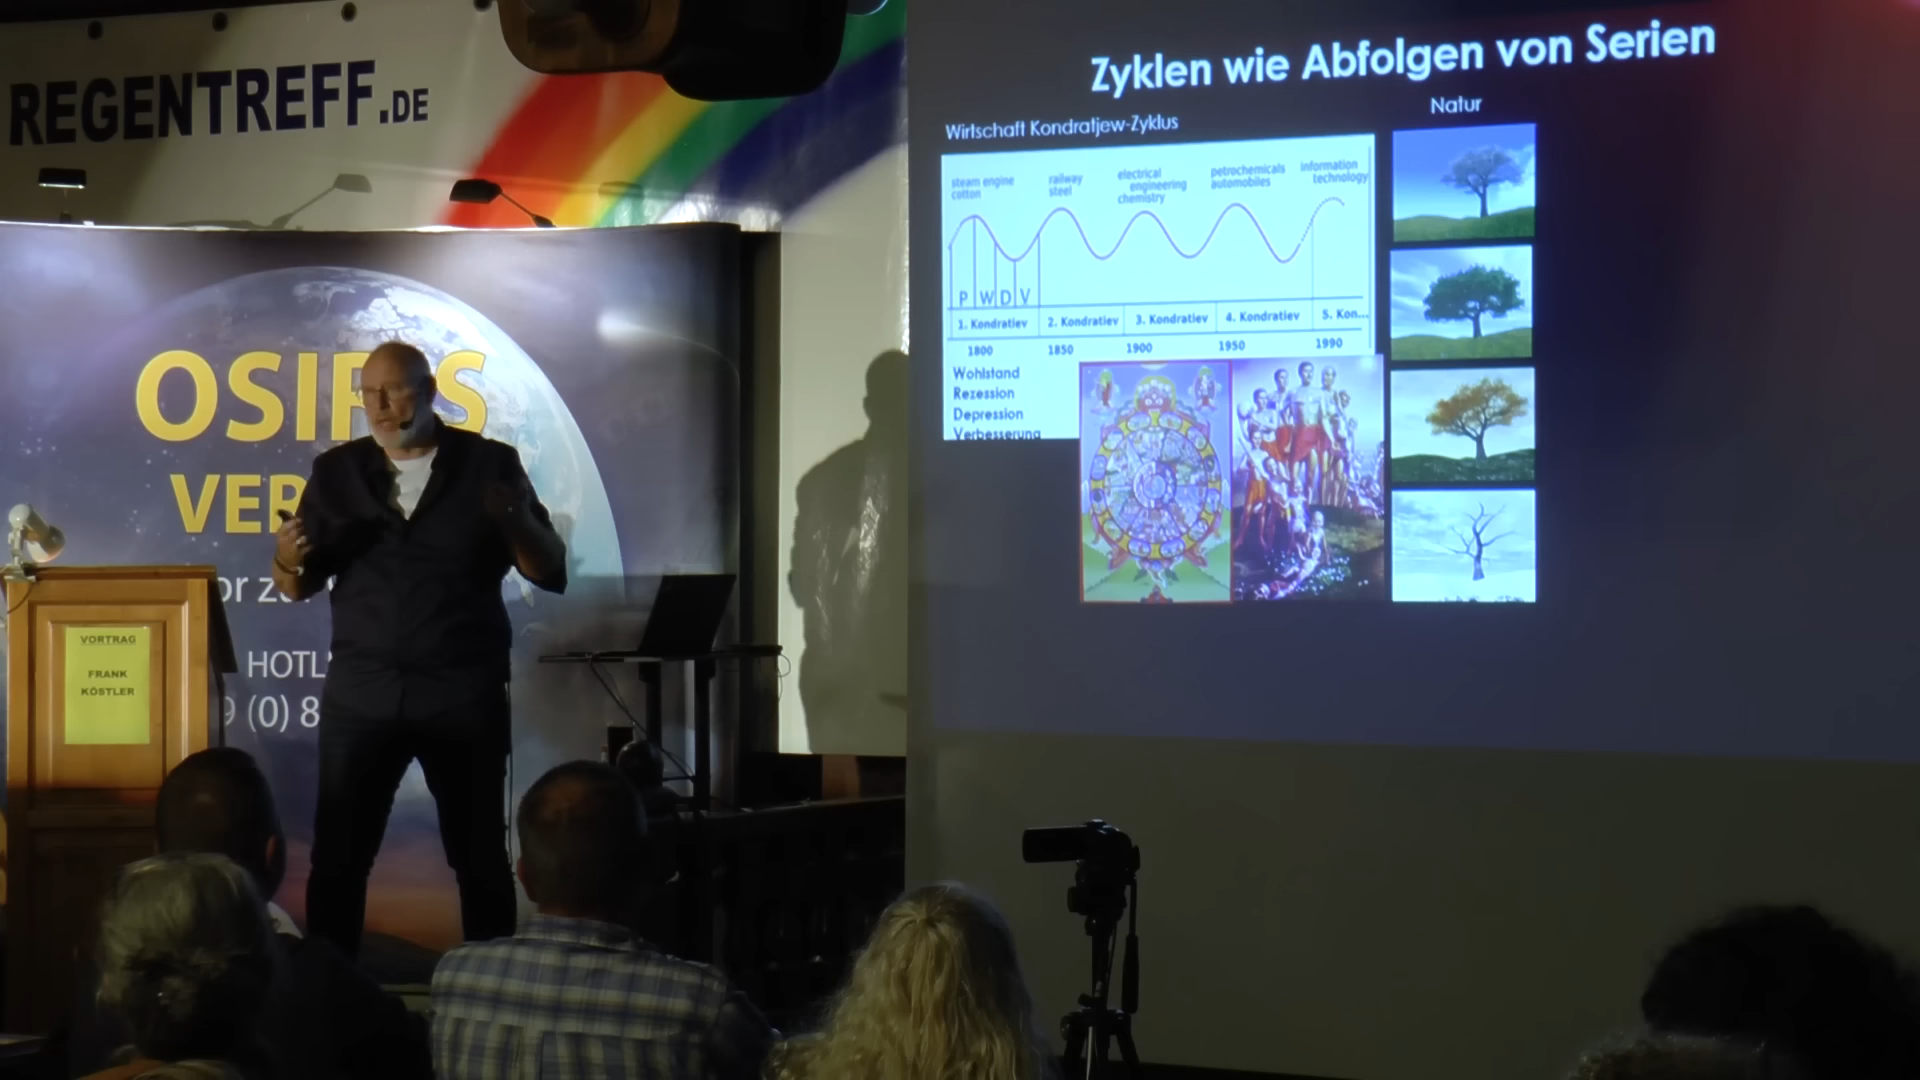 REGENTREFF.DE
OSIRIS
VER
or
HOTL
9 (0) 8
VORTRAG
FRANK
KÖSTLER
Zyklen wie Abfolgen von Serien
Natur
Wirtschaft Kondratjew-Zyklus
steam engine
cotton
railway
steel
electrical
engineering
chemistry
petrochemicals
automobiles
information
technology
P W D V
1. Kondratiev 2. Kondratiev 3. Kondratiev 4. Kondratiev 5. Kon...
1800 1850 1900 1950 1990
Wohlstand
Rezession
Depression
Verbesserung